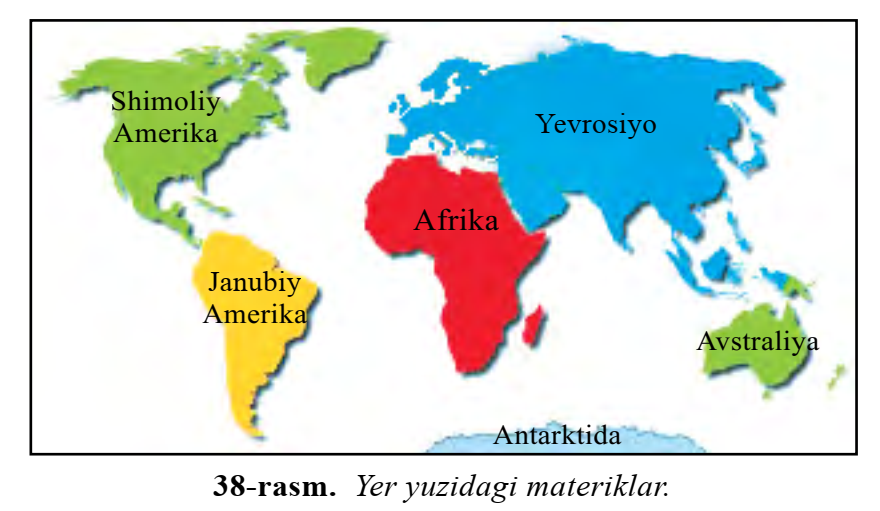 Shimoliy
Amerika
Yevrosiyo
Afrika
Janubiy
Amerika
Avstraliya
Antarktida
38-rasm. Yer yuzidagi materiklar.